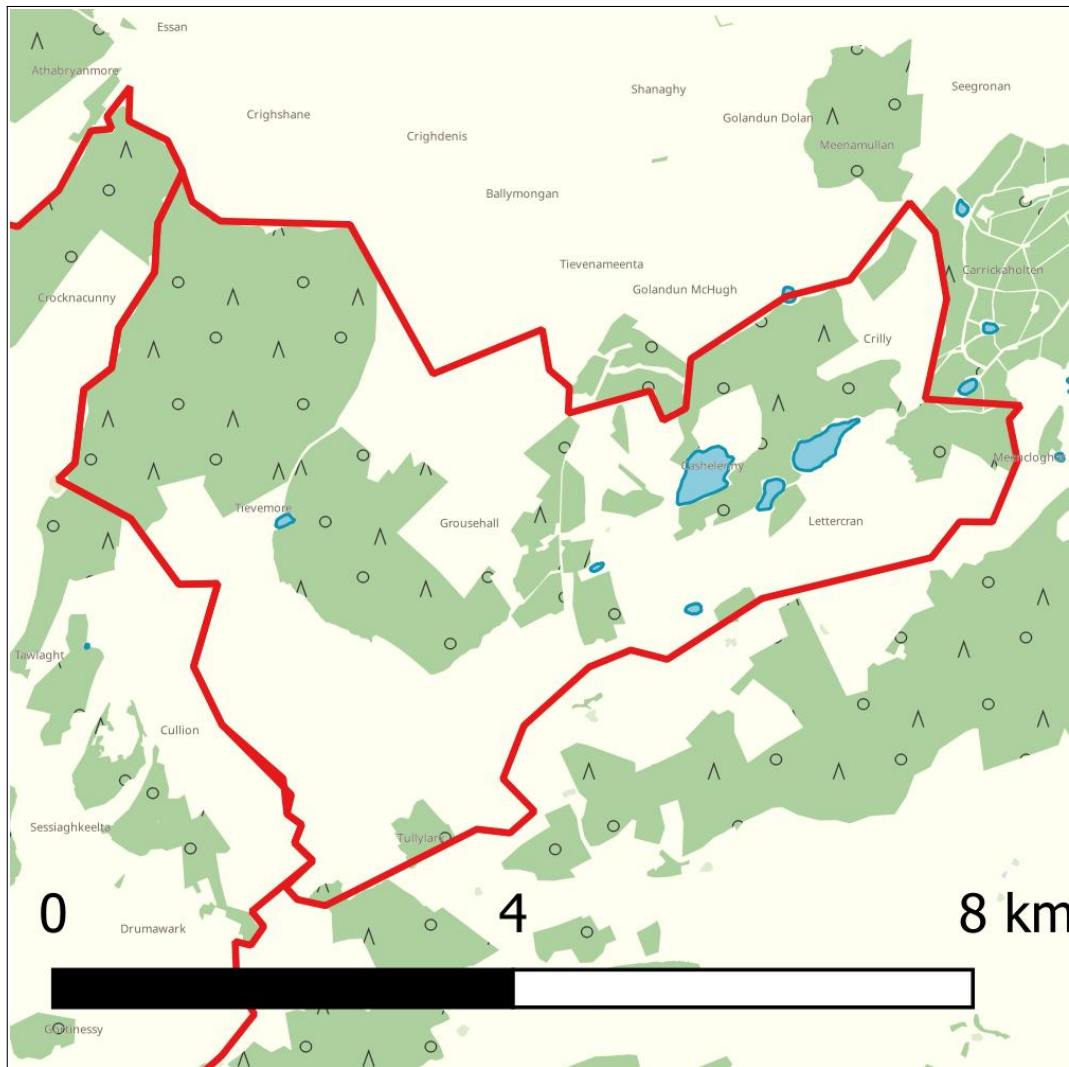 Essan
Athabryanmore
Crighshane
Shanaghy
Seegronan
Golandun Dolan
Crighdenis
Meenamullan
Ballymongan
Tievenameenta
Carrickaholten
Golandun McHugh
Crocknacunny
Crilly
Meenclogher
Cashelenny
Tievemore
Grousehall
Lettercran
Tawlaght
Cullion
Sessiaghkeelta
Tullylark
0 4 8 km
Drumawark
Gortinessy